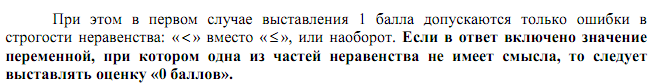 При этом в первом случае выставления 1 балла допускаются только ошибки в
строгости неравенства: «<» вместо «≤», или наоборот. Если в ответ включено значение
переменной, при котором одна из частей неравенства не имеет смысла, то следует
выставлять оценку «0 баллов».